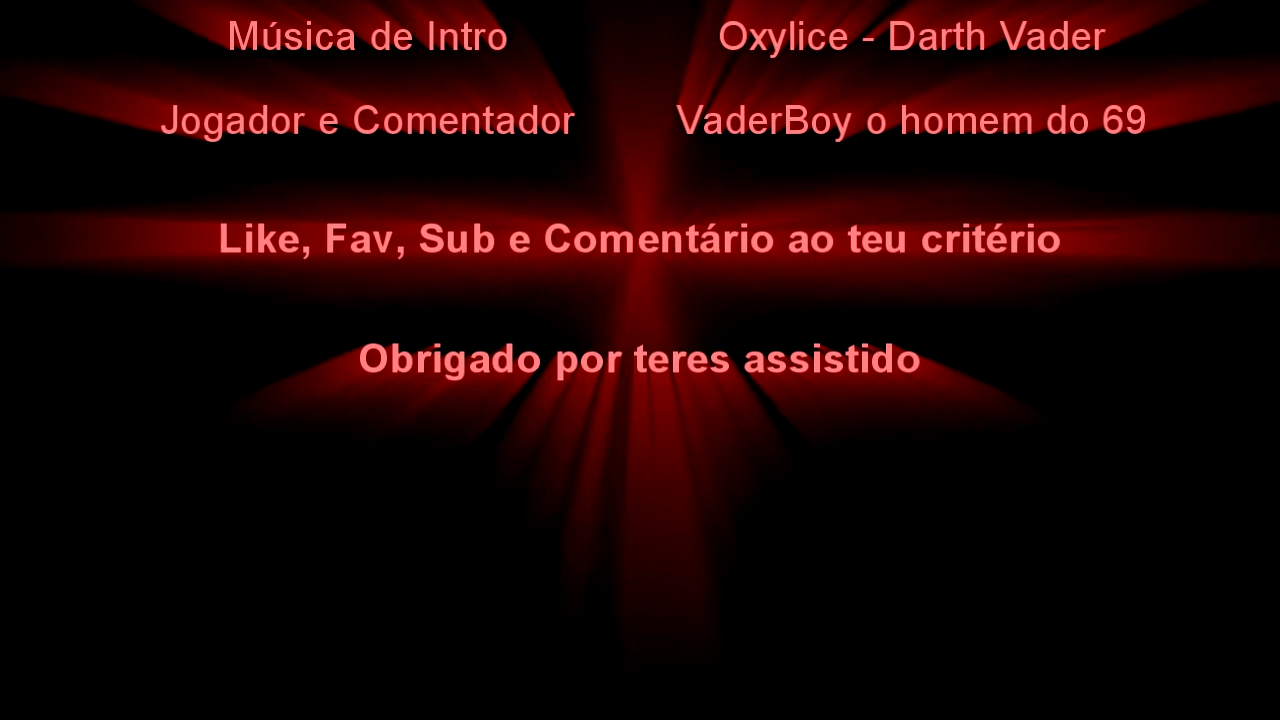 Música de Intro Oxylice - Darth Vader
Jogador e Comentador VaderBoy o homem do 69
Like, Fav, Sub e Comentário ao teu critério
Obrigado por teres assistido